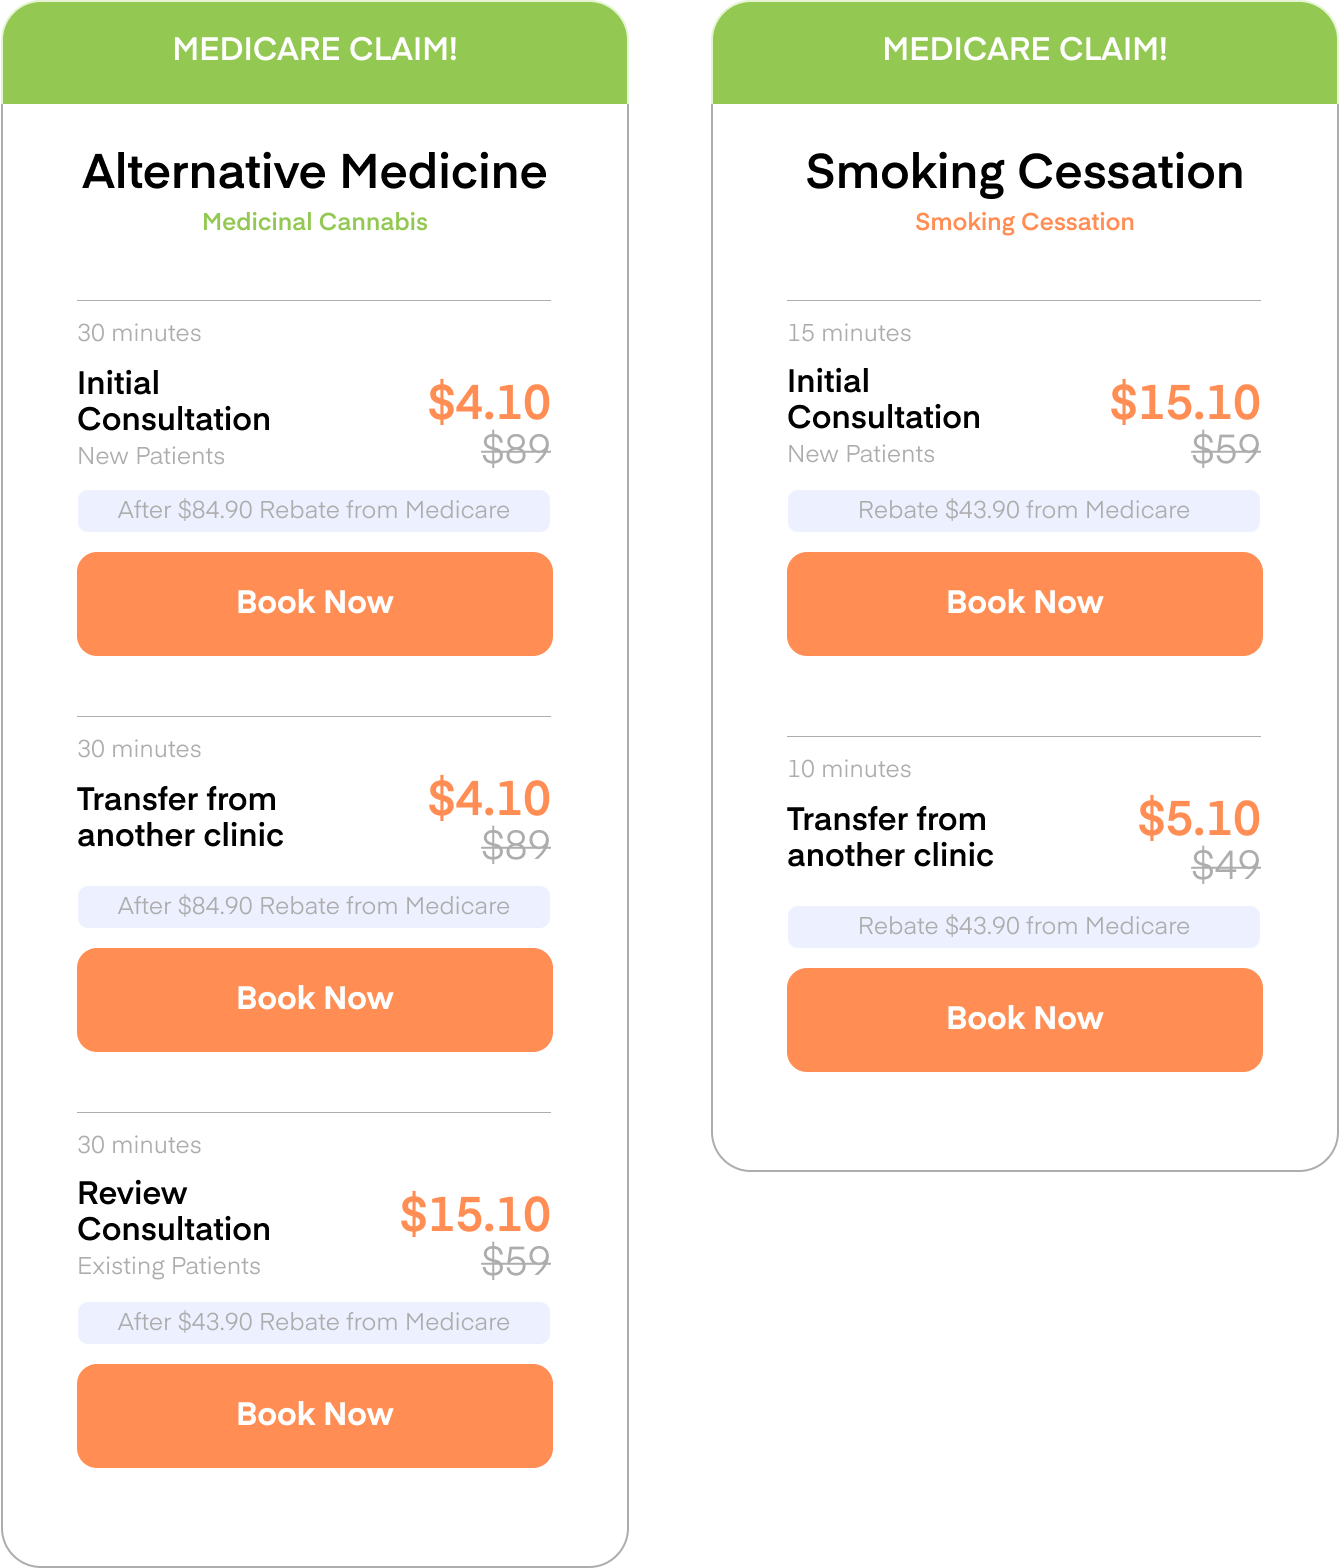 MEDICARE CLAIM!
Alternative Medicine
Medicinal Cannabis
30 minutes
Initial
Consultation
New Patients
$4.10
$89
After $84.90 Rebate from Medicare
Book Now
30 minutes
Transfer from
another clinic
$4.10
$89
After $84.90 Rebate from Medicare
Book Now
30 minutes
Review
Consultation
Existing Patients
$15.10
$59
After $43.90 Rebate from Medicare
Book Now
MEDICARE CLAIM!
Smoking Cessation
Smoking Cessation
15 minutes
Initial
Consultation
New Patients
$15.10
$59
Rebate $43.90 from Medicare
Book Now
10 minutes
Transfer from
another clinic
$5.10
$49
Rebate $43.90 from Medicare
Book Now